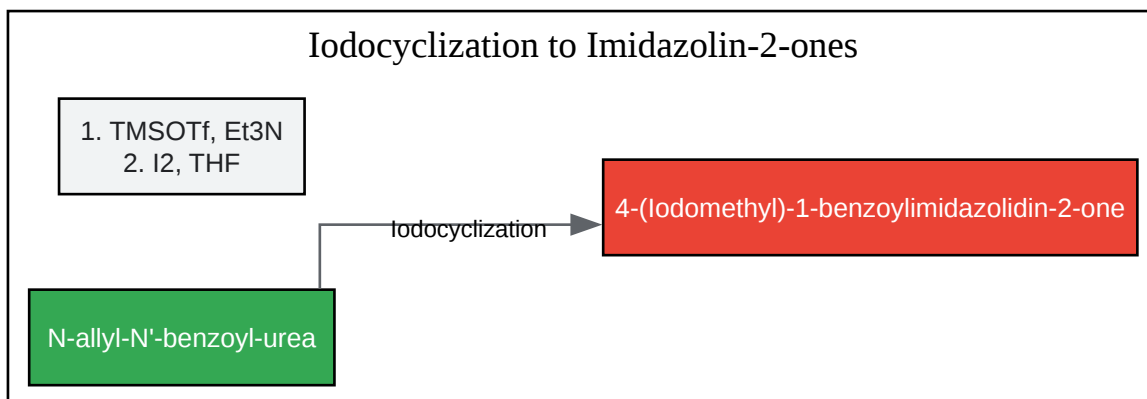 Iodocyclization to Imidazolin-2-ones
1. TMSOTf, Et3N
2. I2, THF
4-(Iodomethyl)-1-benzoylimidazolidin-2-one
Iodocyclization
N-allyl-N'-benzoyl-urea